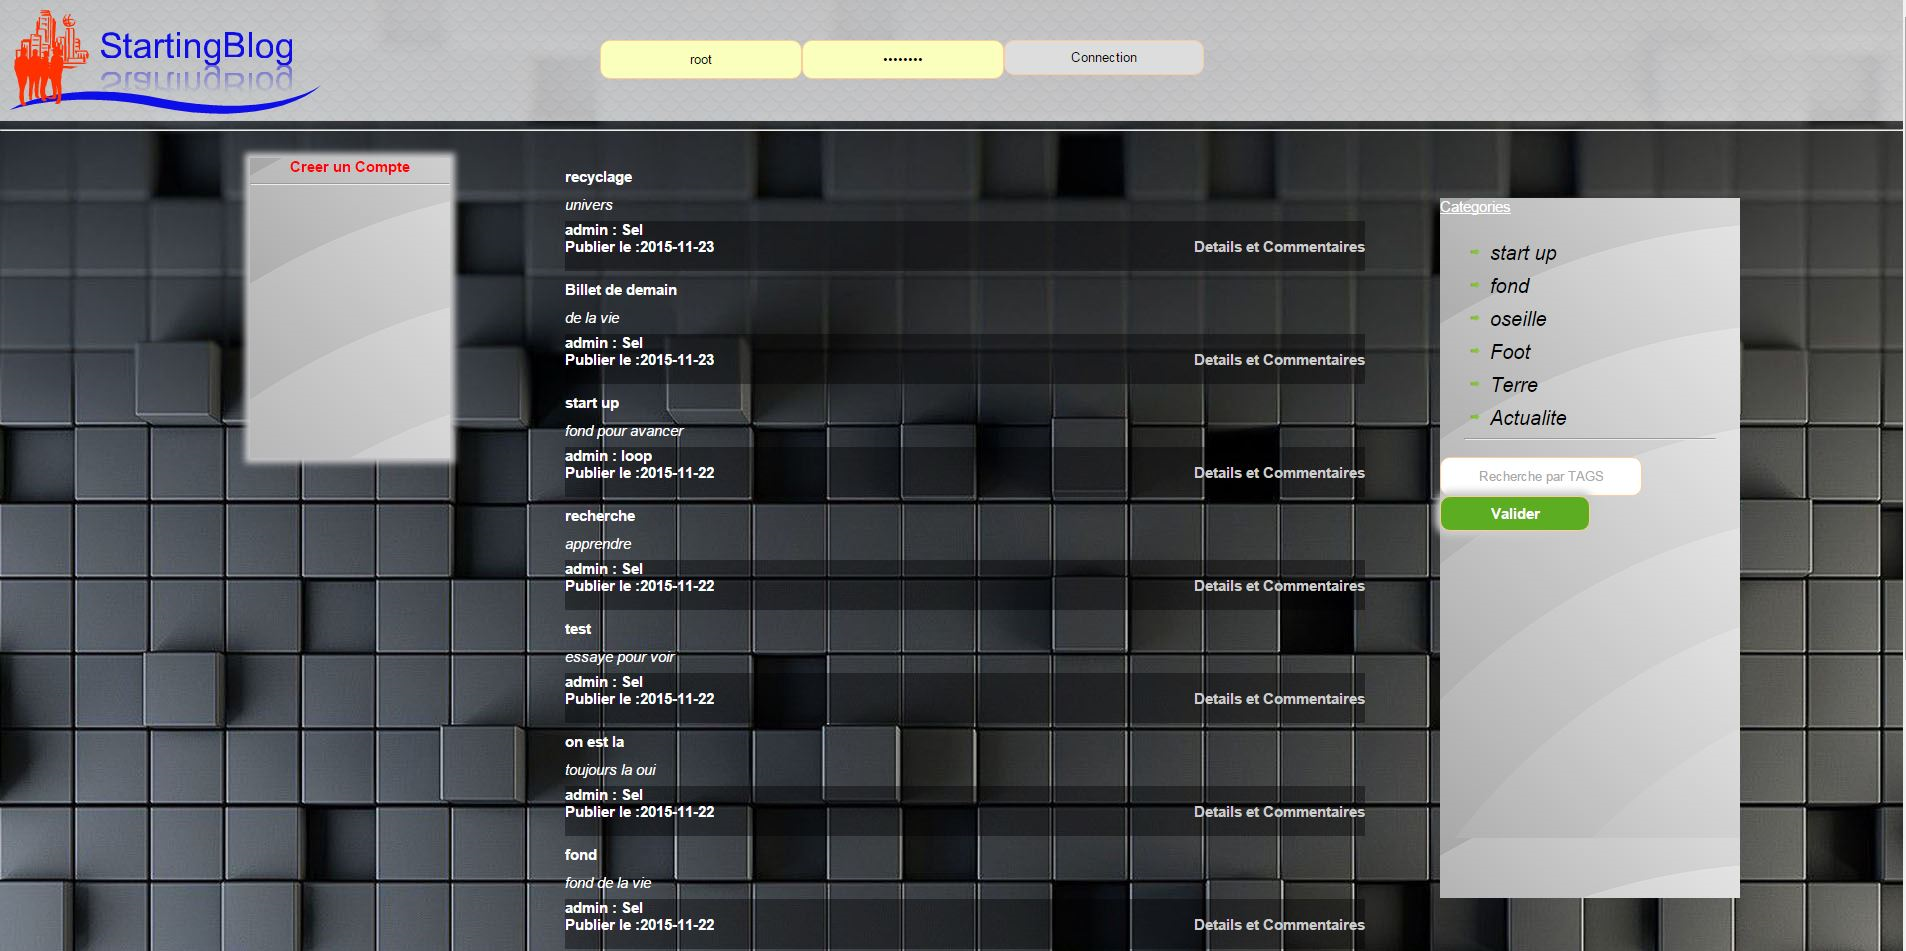 StartingBlog
root
••••••••
Connection
Creer un Compte
recyclage
univers
admin : Sel
Publier le :2015-11-23
Details et Commentaires
Billet de demain
de la vie
admin : Sel
Publier le :2015-11-23
Details et Commentaires
start up
fond pour avancer
admin : loop
Publier le :2015-11-22
Details et Commentaires
recherche
apprendre
admin : Sel
Publier le :2015-11-22
Details et Commentaires
test
essaye pour voir
admin : Sel
Publier le :2015-11-22
Details et Commentaires
on est la
toujours la oui
admin : Sel
Publier le :2015-11-22
Details et Commentaires
fond
fond de la vie
admin : Sel
Publier le :2015-11-22
Details et Commentaires
Categories
start up
fond
oseille
Foot
Terre
Actualite
Recherche par TAGS
Valider